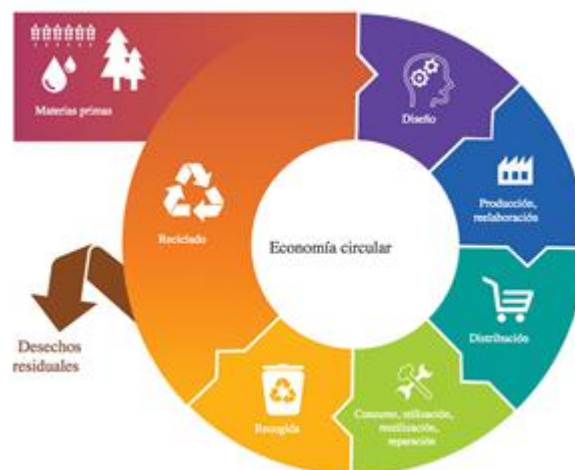 Materias primas
Diseño
Producción,
reelaboración
Reciclado
Economía circular
Distribución
Desechos
residuales
Recogida
Consumo, utilización,
reutilización,
reparación